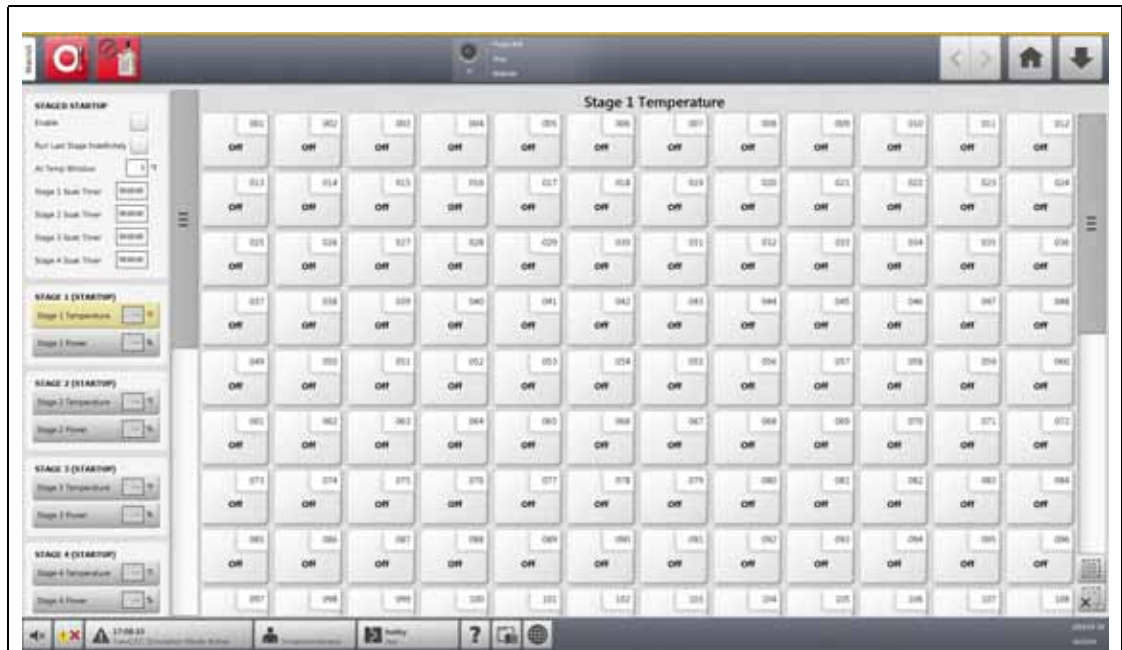 Stage 1 Temperature
STAGED STARTUP
Enable
Run Last Stage Indefinitely
At Temp Window
Stage 1 Soak Timer
Stage 2 Soak Timer
Stage 3 Soak Timer
Stage 4 Soak Timer
STAGE 1 (STARTUP)
Stage 1 Temperature
Stage 1 Power %
STAGE 2 (STARTUP)
Stage 2 Temperature
Stage 2 Power %
STAGE 3 (STARTUP)
Stage 3 Temperature
Stage 3 Power %
STAGE 4 (STARTUP)
Stage 4 Temperature
Stage 4 Power %
001 002 003 004 005 006 007 008 009 010 011 012
Off Off Off Off Off Off Off Off Off Off Off Off
013 014 015 016 017 018 019 020 021 022 023 024
Off Off Off Off Off Off Off Off Off Off Off Off
025 026 027 028 029 030 031 032 033 034 035 036
Off Off Off Off Off Off Off Off Off Off Off Off
037 038 039 040 041 042 043 044 045 046 047 048
Off Off Off Off Off Off Off Off Off Off Off Off
049 050 051 052 053 054 055 056 057 058 059 060
Off Off Off Off Off Off Off Off Off Off Off Off
061 062 063 064 065 066 067 068 069 070 071 072
Off Off Off Off Off Off Off Off Off Off Off Off
073 074 075 076 077 078 079 080 081 082 083 084
Off Off Off Off Off Off Off Off Off Off Off Off
085 086 087 088 089 090 091 092 093 094 095 096
Off Off Off Off Off Off Off Off Off Off Off Off
097 098 099 100 101 102 103 104 105 106 107 108
?